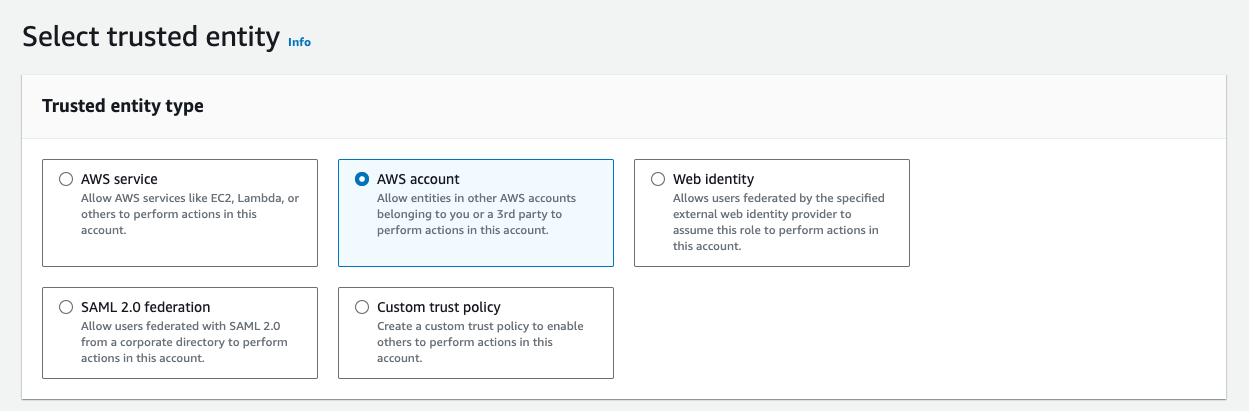 Select trusted entity Info
Trusted entity type
AWS service
Allow AWS services like EC2, Lambda, or
others to perform actions in this
account.
AWS account
Allow entities in other AWS accounts
belonging to you or a 3rd party to
perform actions in this account.
Web identity
Allows users federated by the specified
external web identity provider to
assume this role to perform actions in
this account.
SAML 2.0 federation
Allow users federated with SAML 2.0
from a corporate directory to perform
actions in this account.
Custom trust policy
Create a custom trust policy to enable
others to perform actions in this
account.